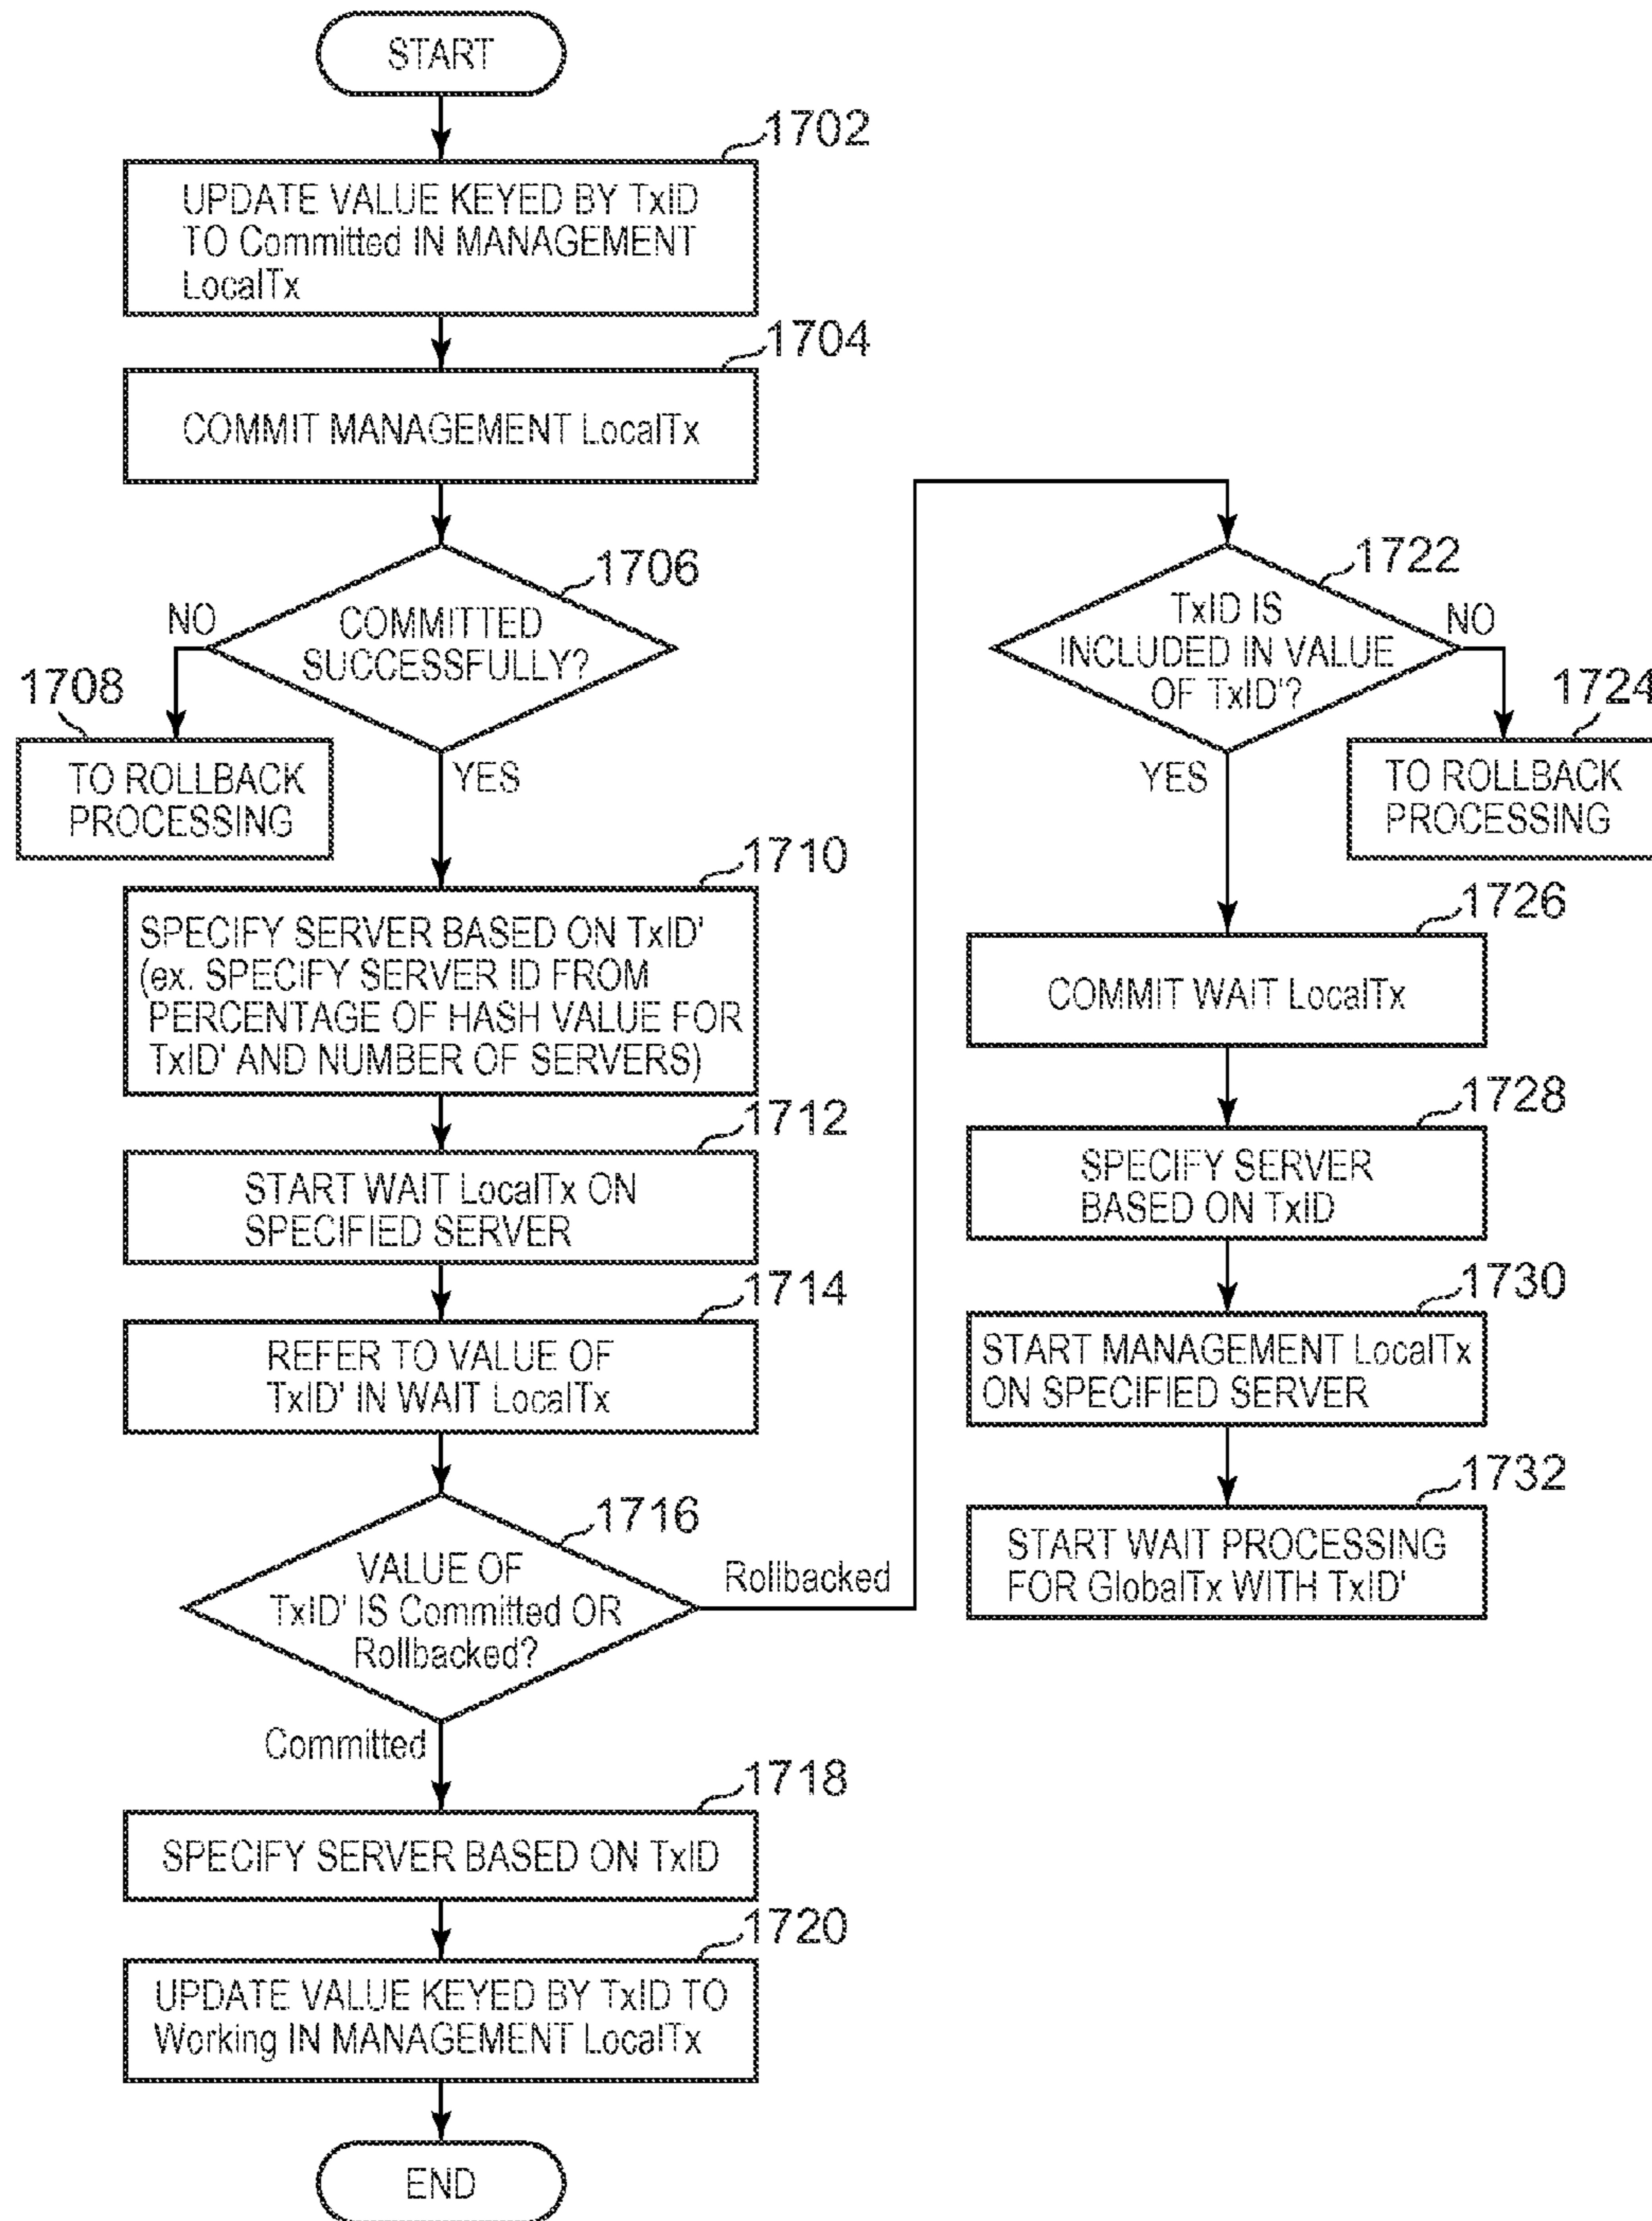 START
1702
UPDATE VALUE KEYED BY TxID
TO Committed IN MANAGEMENT
LocalTx
1704
COMMIT MANAGEMENT LocalTx
1706
COMMITTED
SUCCESSFULLY?
NO
YES
1708
TO ROLLBACK
PROCESSING
1710
SPECIFY SERVER BASED ON TxID'
(ex. SPECIFY SERVER ID FROM
PERCENTAGE OF HASH VALUE FOR
TxID' AND NUMBER OF SERVERS)
1712
START WAIT LocalTx ON
SPECIFIED SERVER
1714
REFER TO VALUE OF
TxID' IN WAIT LocalTx
1716
VALUE OF
TxID' IS Committed OR
Rollbacked?
Rollbacked
Committed
1718
SPECIFY SERVER BASED ON TxID
1720
UPDATE VALUE KEYED BY TxID TO
Working IN MANAGEMENT LocalTx
END
1722
TxID IS
INCLUDED IN VALUE
OF TxID'?
NO
YES
1724
TO ROLLBACK
PROCESSING
1726
COMMIT WAIT LocalTx
1728
SPECIFY SERVER
BASED ON TxID
1730
START MANAGEMENT LocalTx
ON SPECIFIED SERVER
1732
START WAIT PROCESSING
FOR GlobalTx WITH TxID'